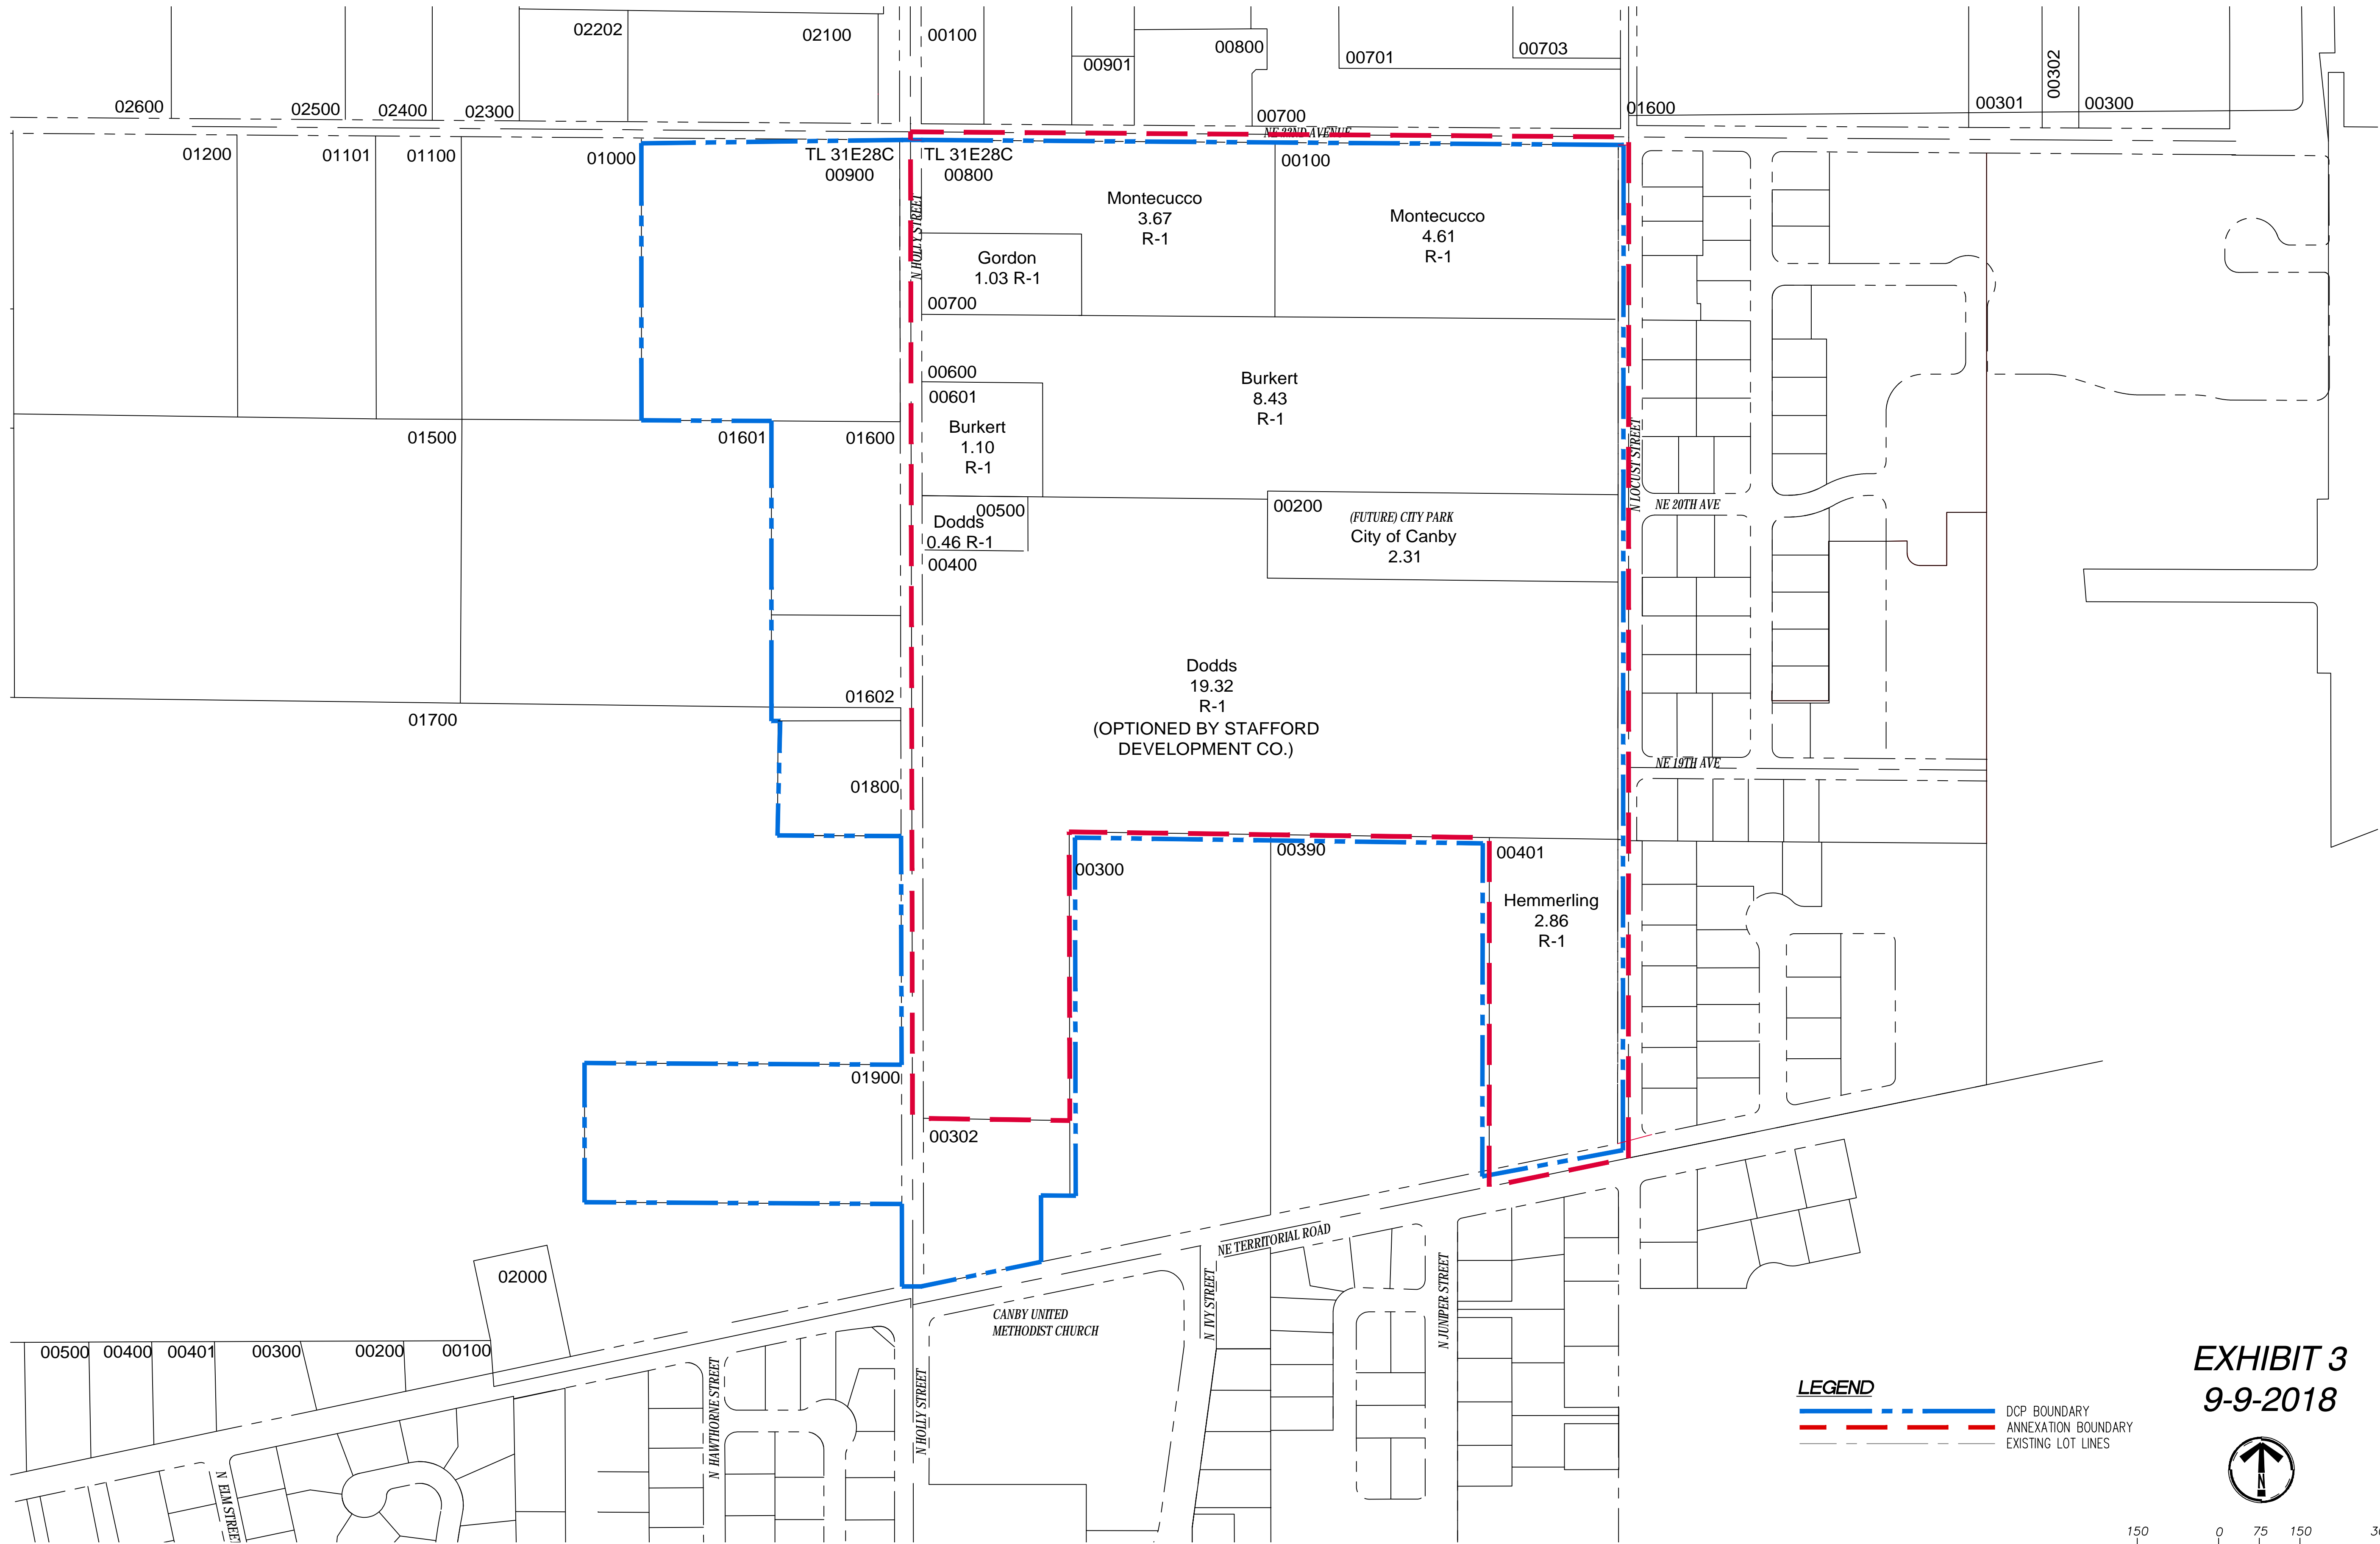 02202
02100
00100
00901
00800
00701
00703
00302
02600
02500
02400
02300
00700
01600
00301
00300
NE 22ND AVENUE
01200
01101
01100
01000
TL 31E28C
00900
TL 31E28C
00800
00100
N HOLLY STREET
Montecucco
3.67
R-1
Montecucco
4.61
R-1
Gordon
1.03 R-1
00700
00600
00601
Burkert
1.10
R-1
Burkert
8.43
R-1
01500
01601
01600
N LOCUST STREET
NE 20TH AVE
00500
Dodds
0.46 R-1
00400
00200
(FUTURE) CITY PARK
City of Canby
2.31
Dodds
19.32
R-1
(OPTIONED BY STAFFORD
DEVELOPMENT CO.)
01602
01700
01800
NE 19TH AVE
00300
00390
00401
Hemmerling
2.86
R-1
01900
00302
02000
NE TERRITORIAL ROAD
CANBY UNITED
METHODIST CHURCH
N IVY STREET
N JUNIPER STREET
00500
00400
00401
00300
00200
00100
N HAWTHORNE STREET
N HOLLY STREET
N ELM STREET
EXHIBIT 3
9-9-2018
LEGEND
DCP BOUNDARY
ANNEXATION BOUNDARY
EXISTING LOT LINES
N
150
0
75
150